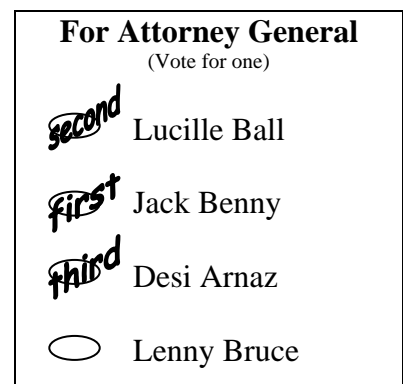 For Attorney General
(Vote for one)
second Lucille Ball
first Jack Benny
third Desi Arnaz
Lenny Bruce